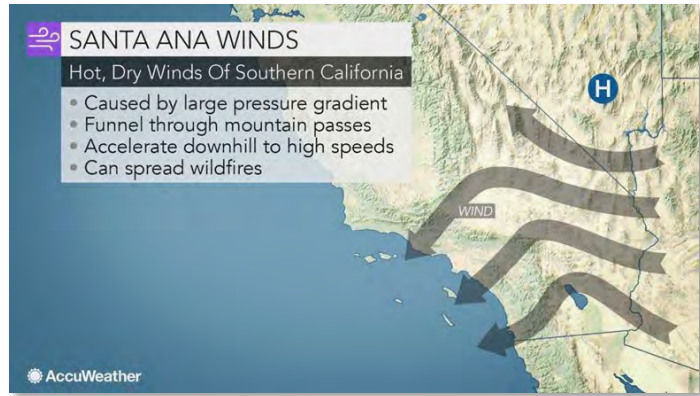 SANTA ANA WINDS
Hot, Dry Winds Of Southern California
• Caused by large pressure gradient
• Funnel through mountain passes
• Accelerate downhill to high speeds
• Can spread wildfires
H
WIND
AccuWeather